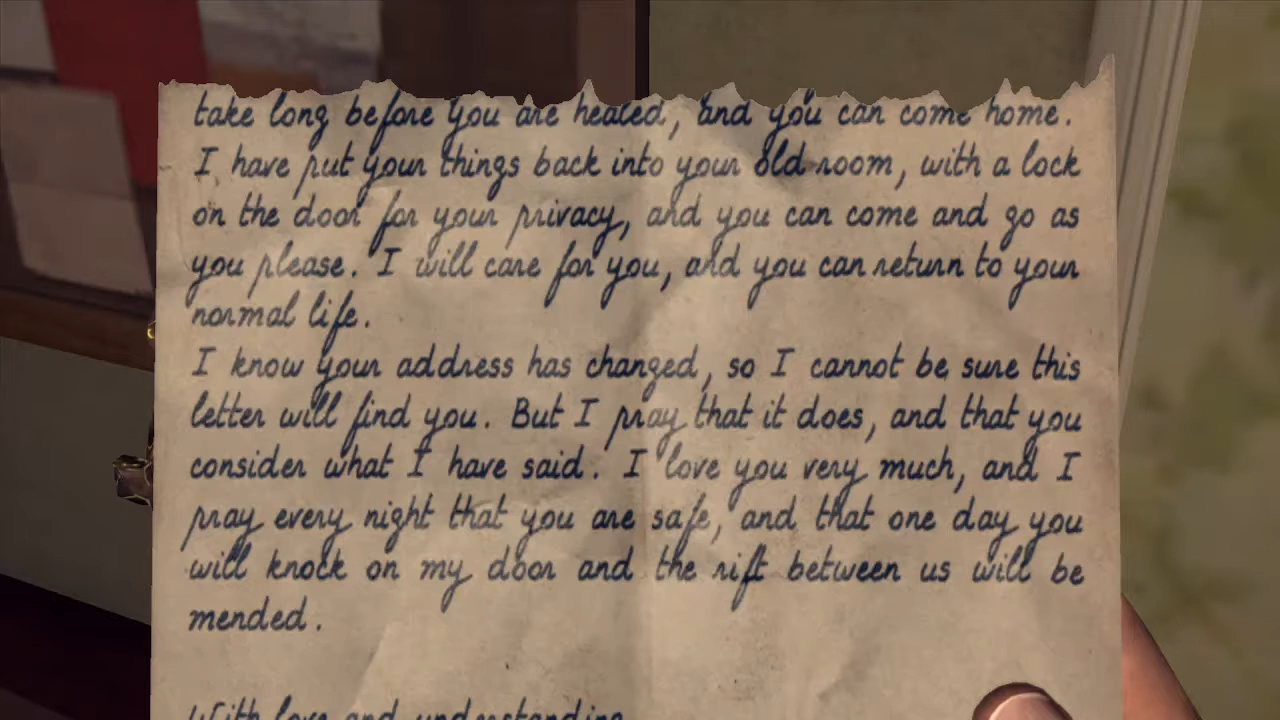 take long before you are healed, and you can come home.
I have put your things back into your old room, with a lock
on the door for your privacy, and you can come and go as
you please. I will care for you, and you can return to your
normal life.
I know your address has changed, so I cannot be sure this
letter will find you. But I pray that it does, and that you
consider what I have said. I love you very much, and I
pray every night that you are safe, and that one day you
will knock on my door and the rift between us will be
mended.
With love and understanding